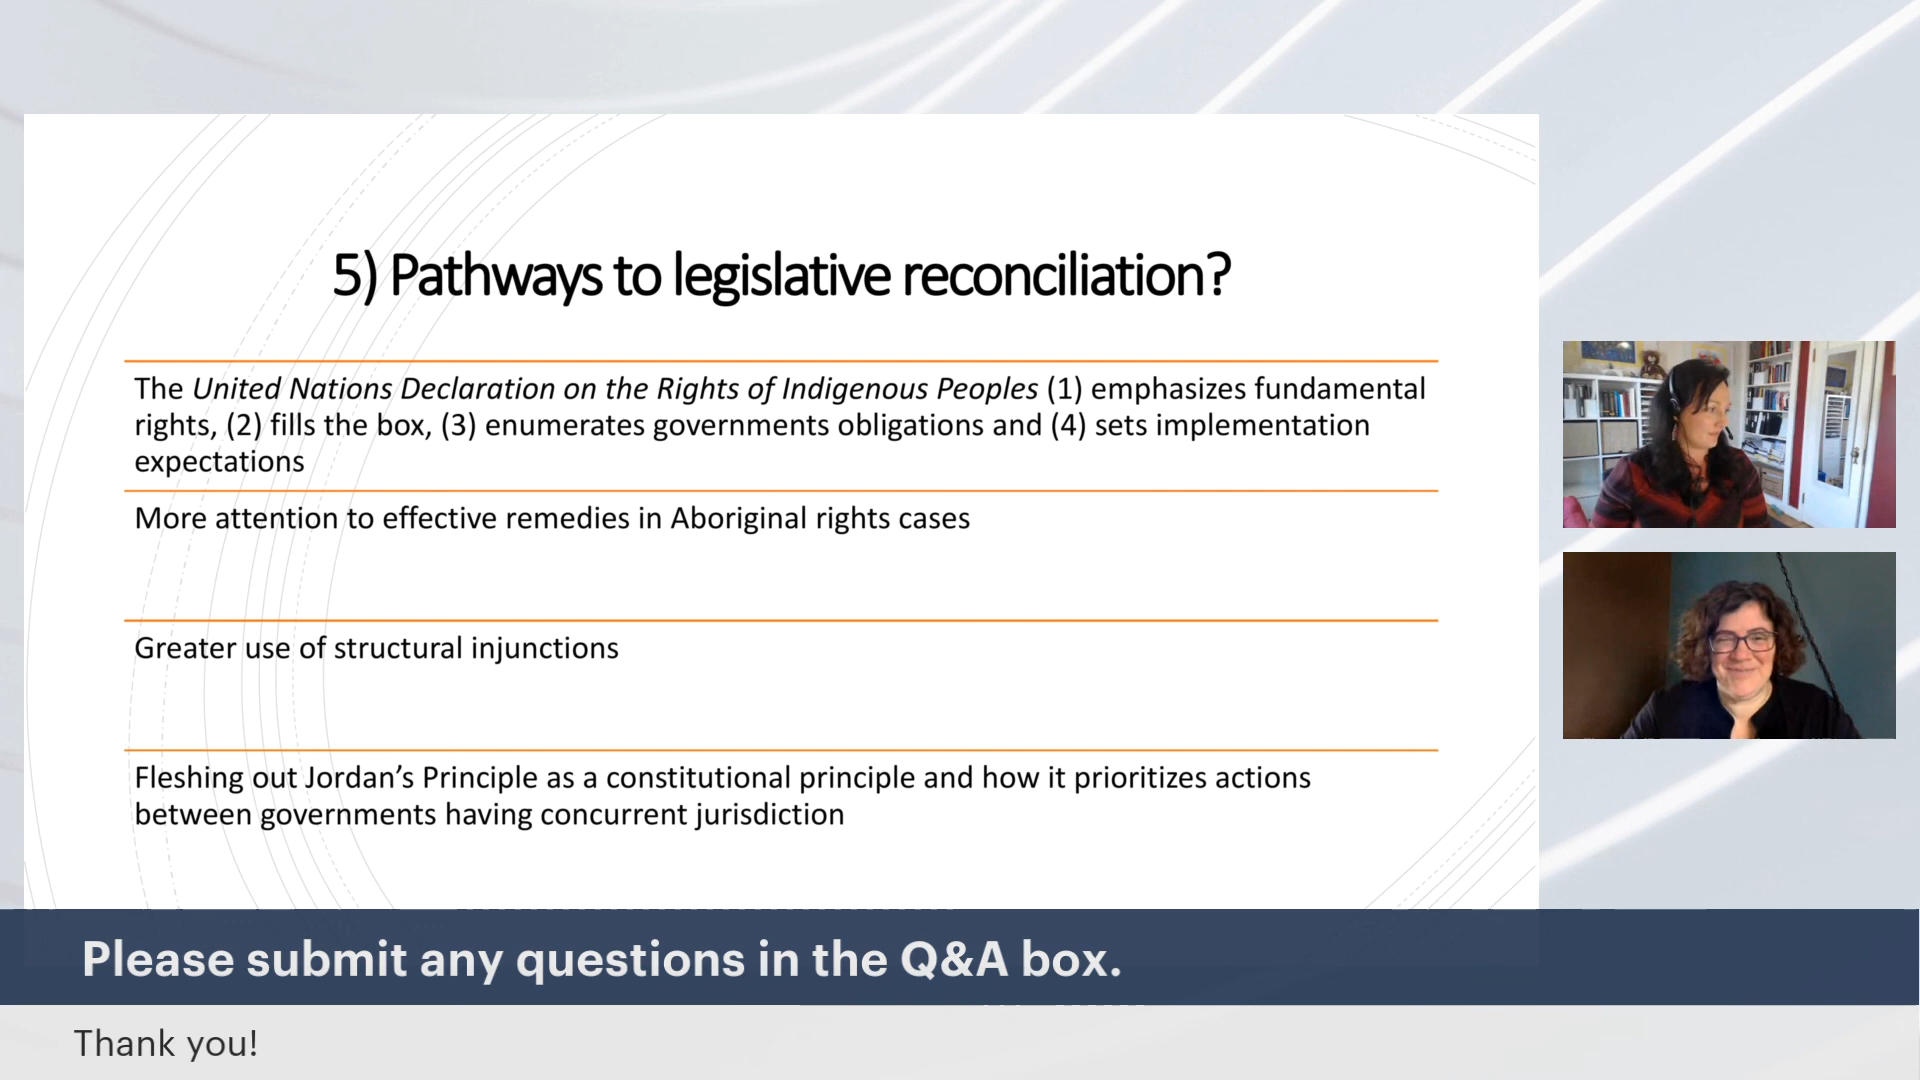 5) Pathways to legislative reconciliation?
The United Nations Declaration on the Rights of Indigenous Peoples (1) emphasizes fundamental
rights, (2) fills the box, (3) enumerates governments obligations and (4) sets implementation
expectations
More attention to effective remedies in Aboriginal rights cases
Greater use of structural injunctions
Fleshing out Jordan’s Principle as a constitutional principle and how it prioritizes actions
between governments having concurrent jurisdiction
Please submit any questions in the Q&A box.
Thank you!